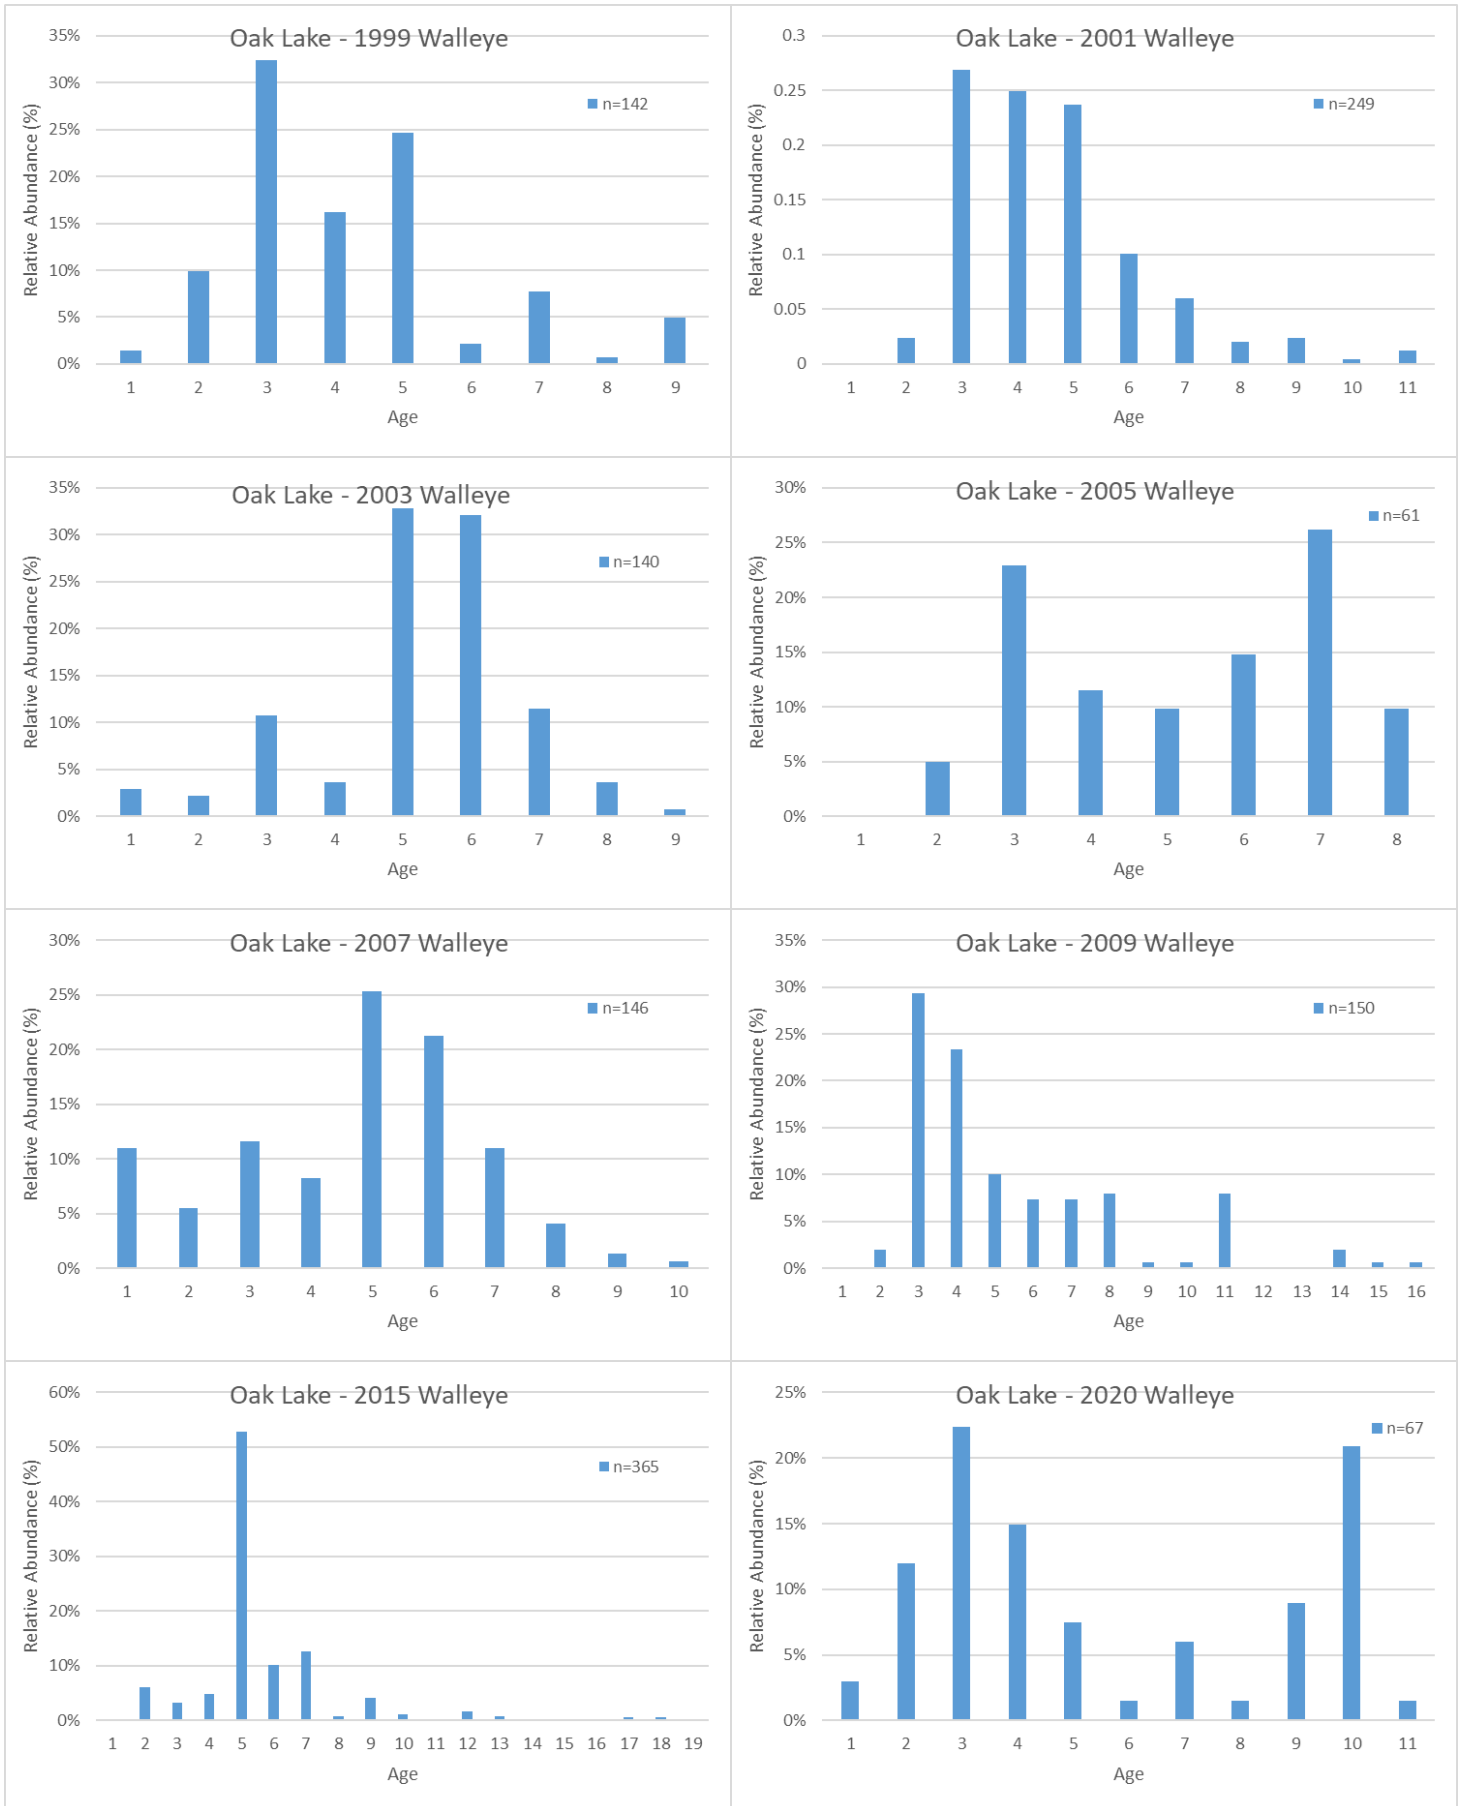 Oak Lake - 1999 Walleye
35%
30%
25%
20%
15%
10%
5%
0%
Relative Abundance (%)
n=142
1 2 3 4 5 6 7 8 9
Age
Oak Lake - 2001 Walleye
0.3
0.25
0.2
0.15
0.1
0.05
0
Relative Abundance (%)
n=249
1 2 3 4 5 6 7 8 9 10 11
Age
Oak Lake - 2003 Walleye
35%
30%
25%
20%
15%
10%
5%
0%
Relative Abundance (%)
n=140
1 2 3 4 5 6 7 8 9
Age
Oak Lake - 2005 Walleye
30%
25%
20%
15%
10%
5%
0%
Relative Abundance (%)
n=61
1 2 3 4 5 6 7 8
Age
Oak Lake - 2007 Walleye
30%
25%
20%
15%
10%
5%
0%
Relative Abundance (%)
n=146
1 2 3 4 5 6 7 8 9 10
Age
Oak Lake - 2009 Walleye
35%
30%
25%
20%
15%
10%
5%
0%
Relative Abundance (%)
n=150
1 2 3 4 5 6 7 8 9 10 11 12 13 14 15 16
Age
Oak Lake - 2015 Walleye
60%
50%
40%
30%
20%
10%
0%
Relative Abundance (%)
n=365
1 2 3 4 5 6 7 8 9 10 11 12 13 14 15 16 17 18 19
Age
Oak Lake - 2020 Walleye
25%
20%
15%
10%
5%
0%
Relative Abundance (%)
n=67
1 2 3 4 5 6 7 8 9 10 11
Age